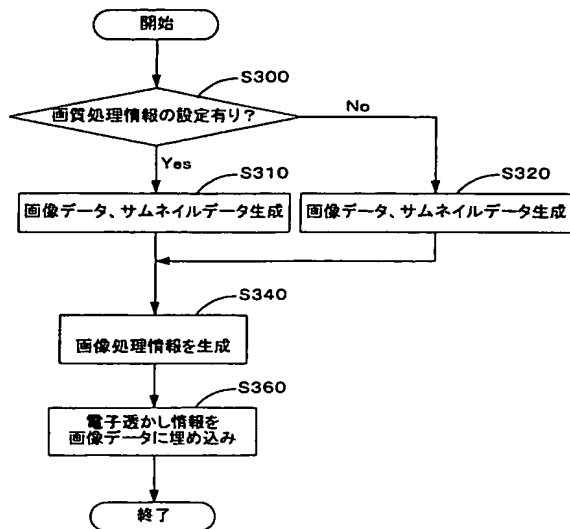 開始
S300
画質処理情報の設定有り?
No
Yes
S310
S320
画像データ、サムネイルデータ生成
画像データ、サムネイルデータ生成
S340
画像処理情報を生成
S360
電子透かし情報を
画像データに埋め込み
終了